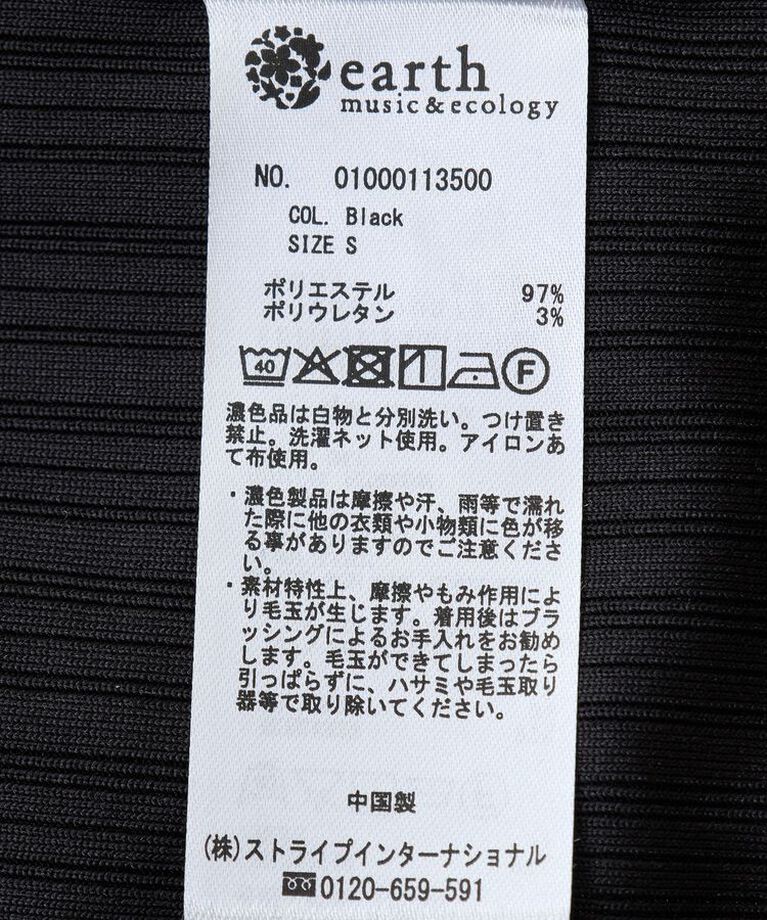 earth
music&ecology
NO. 01000113500
COL. Black
SIZE S
ポリエステル 97%
ポリウレタン 3%
40
F
濃色品は白物と分別洗い。つけ置き
禁止。洗濯ネット使用。アイロンあ
て布使用。
・濃色製品は摩擦や汗、雨等で濡れ
た際に他の衣類や小物類に色が移
る事がありますのでご注意くださ
い。
・素材特性上、摩擦やもみ作用によ
り毛玉が生じます。着用後はブラ
ッシングによるお手入れをお勧め
します。毛玉ができてしまったら
引っぱらずに、ハサミや毛玉取り
器等で取り除いてください。
中国製
(株)ストライプインターナショナル
0120-659-591